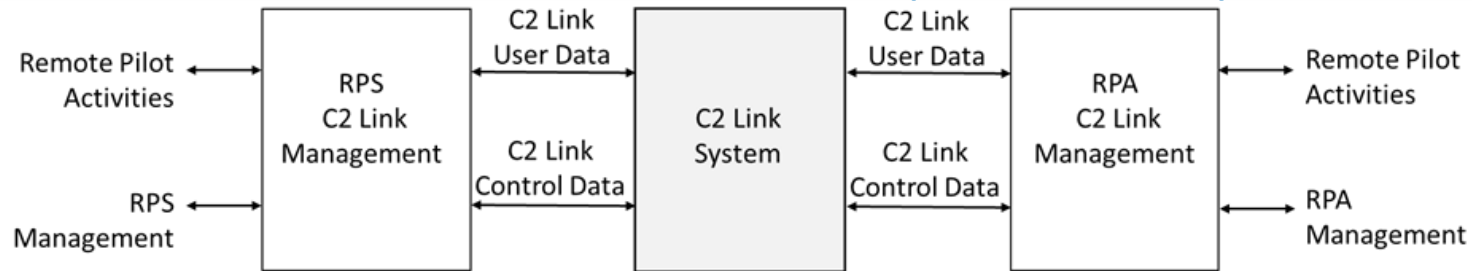 Remote Pilot
Activities
RPS
Management
RPS
C2 Link
Management
C2 Link
User Data
C2 Link
Control Data
C2 Link
System
C2 Link
User Data
C2 Link
Control Data
RPA
C2 Link
Management
Remote Pilot
Activities
RPA
Management